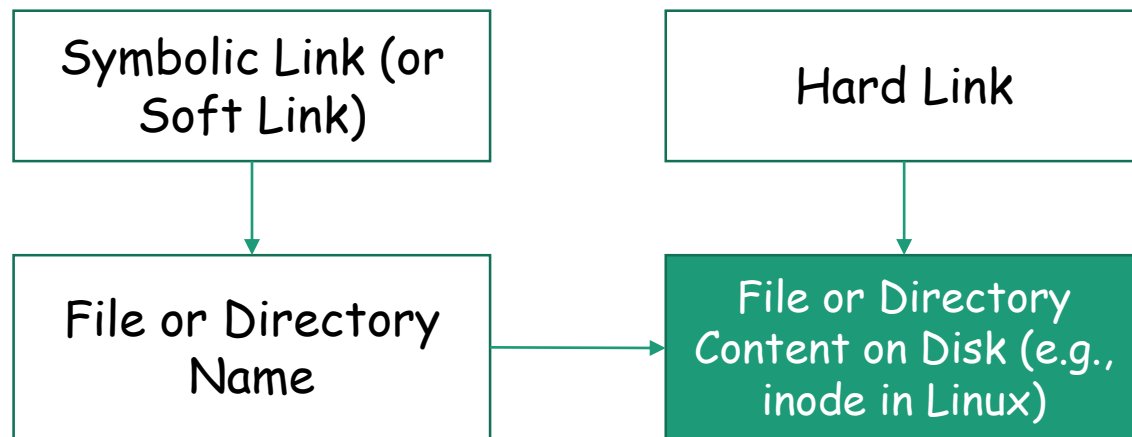 Symbolic Link (or
Soft Link)
Hard Link
File or Directory
Name
File or Directory
Content on Disk (e.g.,
inode in Linux)